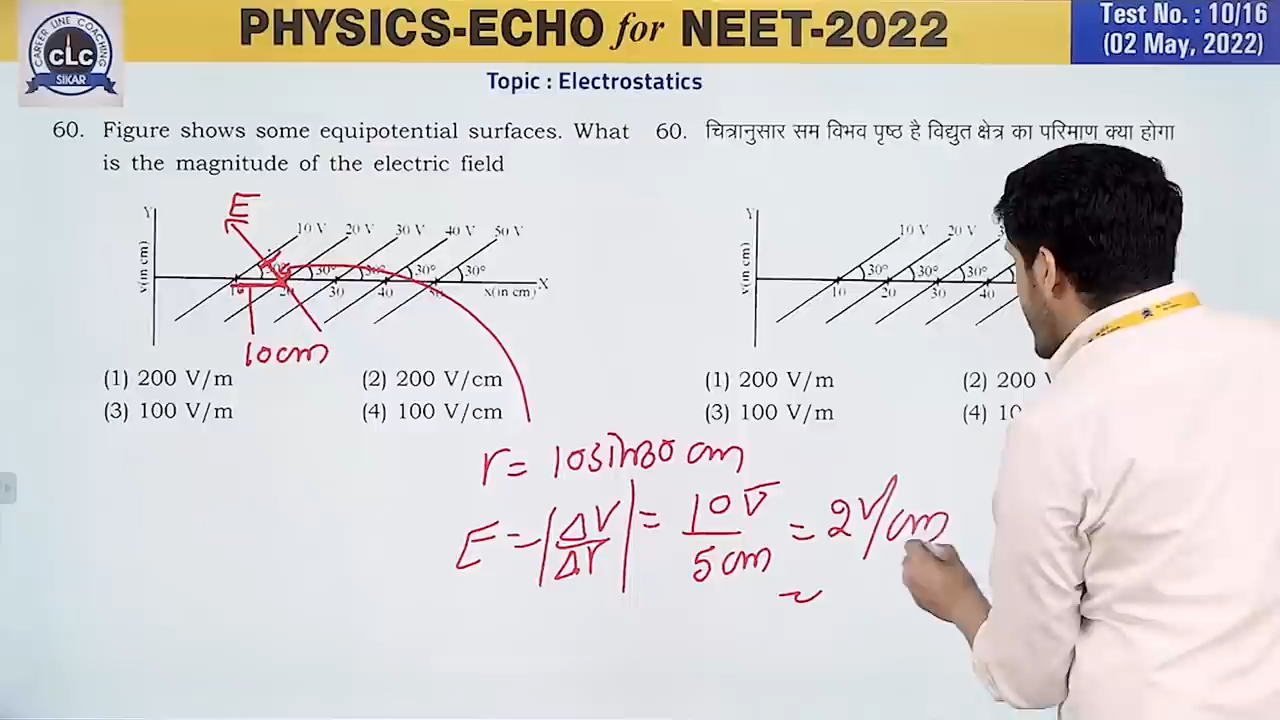 CAREER LINE COACHING
CLC
SIKAR
PHYSICS-ECHO for NEET-2022
Test No. : 10/16
(02 May, 2022)
Topic : Electrostatics
60. Figure shows some equipotential surfaces. What
is the magnitude of the electric field
E
Y
10 V 20 V 30 V 40 V 50 V
30° 30° 30° 30°
10 20 30 40 50 x(in cm) X
y(in cm)
10cm
(1) 200 V/m (2) 200 V/cm
(3) 100 V/m (4) 100 V/cm
60. चित्रानुसार सम विभव पृष्ठ है विद्युत क्षेत्र का परिमाण क्या होगा
Y
10 V 20 V
30° 30° 30°
10 20 30 40
y(in cm)
(1) 200 V/m (2) 200
(3) 100 V/m (4) 10
r = 10 sin30 cm
E = -|ΔV/Δr| = 10V/5cm = 2V/cm